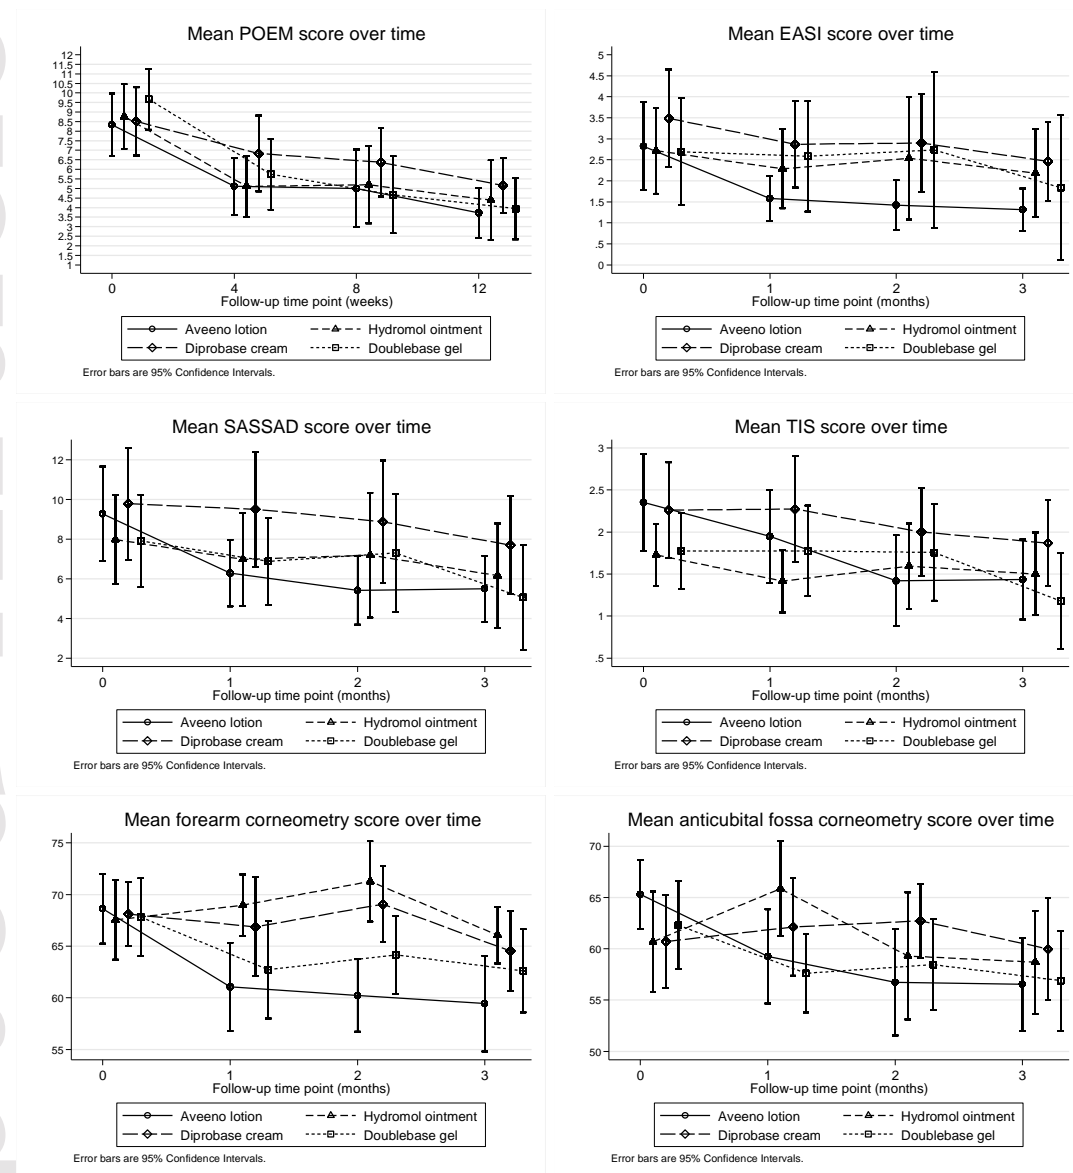 Mean POEM score over time
12
11.5
11
10.5
10
9.5
9
8.5
8
7.5
7
6.5
6
5.5
5
4.5
4
3.5
3
2.5
2
1.5
1
0 4 8 12
Follow-up time point (weeks)
Aveeno lotion Hydromol ointment
Diprobase cream Doublebase gel
Error bars are 95% Confidence Intervals.
Mean EASI score over time
5
4.5
4
3.5
3
2.5
2
1.5
1
.5
0
0 1 2 3
Follow-up time point (months)
Aveeno lotion Hydromol ointment
Diprobase cream Doublebase gel
Error bars are 95% Confidence Intervals.
Mean SASSAD score over time
12
10
8
6
4
2
0 1 2 3
Follow-up time point (months)
Aveeno lotion Hydromol ointment
Diprobase cream Doublebase gel
Error bars are 95% Confidence Intervals.
Mean TIS score over time
3
2.5
2
1.5
1
.5
0 1 2 3
Follow-up time point (months)
Aveeno lotion Hydromol ointment
Diprobase cream Doublebase gel
Error bars are 95% Confidence Intervals.
Mean forearm corneometry score over time
75
70
65
60
55
0 1 2 3
Follow-up time point (months)
Aveeno lotion Hydromol ointment
Diprobase cream Doublebase gel
Error bars are 95% Confidence Intervals.
Mean anticubital fossa corneometry score over time
70
65
60
55
50
0 1 2 3
Follow-up time point (months)
Aveeno lotion Hydromol ointment
Diprobase cream Doublebase gel
Error bars are 95% Confidence Intervals.